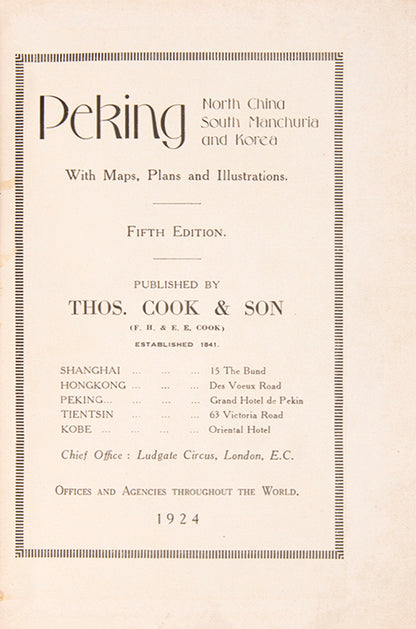 Peking
North China
South Manchuria
and Korea
With Maps, Plans and Illustrations.
FIFTH EDITION.
PUBLISHED BY
THOS. COOK & SON
(F. H. & E. E. COOK)
ESTABLISHED 1841.
SHANGHAI ... ... ... 15 The Bund
HONGKONG ... ... ... Des Voeux Road
PEKING... ... ... ... Grand Hotel de Pekin
TIENTSIN ... ... ... 63 Victoria Road
KOBE ... ... ... ... Oriental Hotel
Chief Office : Ludgate Circus, London, E.C.
OFFICES AND AGENCIES THROUGHOUT THE WORLD.
1924